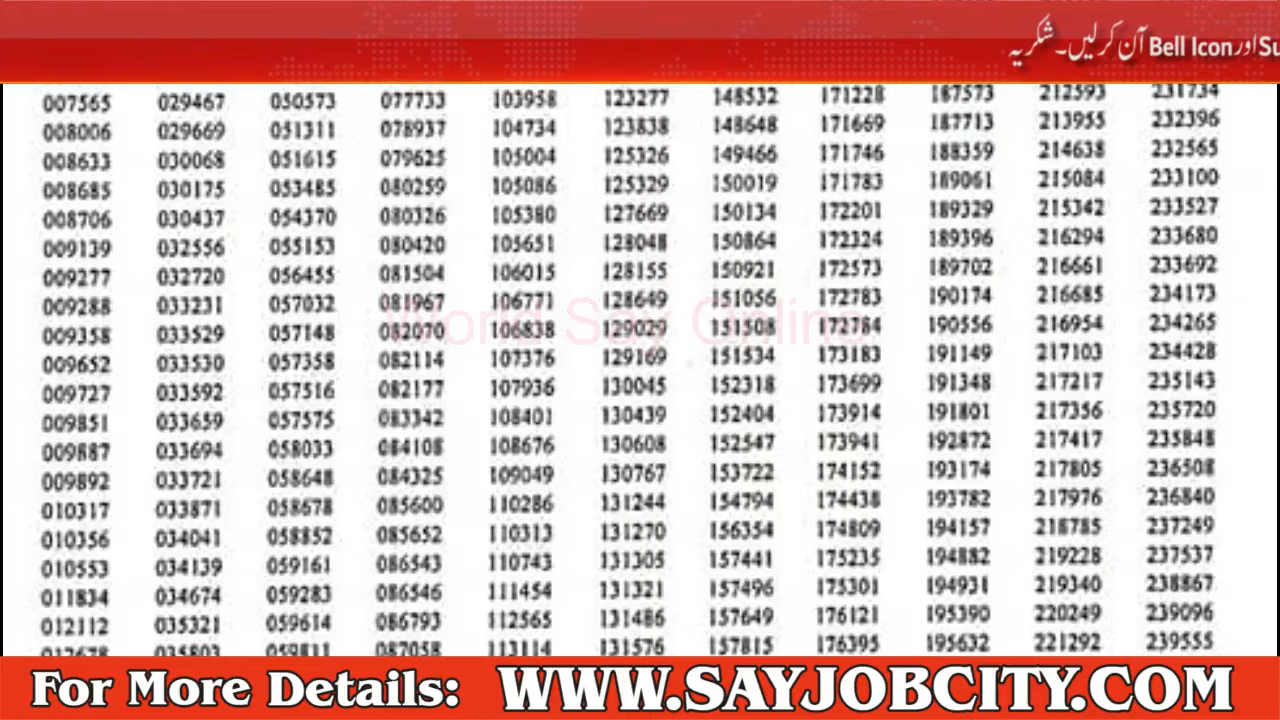 آن کرلیں۔شکریہ Bell Icon اور Su
007565 029467 050573 077733 103958 123277 148532 171228 187573 212593 231734
008006 029669 051311 078937 104734 123838 148648 171669 187713 213955 232396
008633 030068 051615 079625 105004 125326 149466 171746 188359 214638 232565
008685 030175 053485 080259 105086 125329 150019 171783 189061 215084 233100
008706 030437 054370 080326 105380 127669 150134 172201 189329 215342 233527
009139 032556 055153 080420 105651 128048 150864 172324 189396 216294 233680
009277 032720 056455 081504 106015 128155 150921 172573 189702 216661 233692
009288 033231 057032 081967 106771 128649 151056 172783 190174 216685 234173
World Say Online
009358 033529 057148 082070 106838 129029 151508 172784 190556 216954 234265
009652 033530 057358 082114 107376 129169 151534 173183 191149 217103 234428
009727 033592 057516 082177 107936 130045 152318 173699 191348 217217 235143
009851 033659 057575 083342 108401 130439 152404 173914 191801 217356 235720
009887 033694 058033 084108 108676 130608 152547 173941 192872 217417 235848
009892 033721 058648 084325 109049 130767 153722 174152 193174 217805 236508
010317 033871 058678 085600 110286 131244 154794 174438 193782 217976 236840
010356 034041 058852 085652 110313 131270 156354 174809 194157 218785 237249
010553 034139 059161 086543 110743 131305 157441 175235 194882 219228 237537
011834 034674 059283 086546 111454 131321 157496 175301 194931 219340 238867
012112 035321 059614 086793 112565 131486 157649 176121 195390 220249 239096
012678 035803 059811 087058 113114 131576 157815 176395 195632 221292 239555
For More Details: WWW.SAYJOBCITY.COM